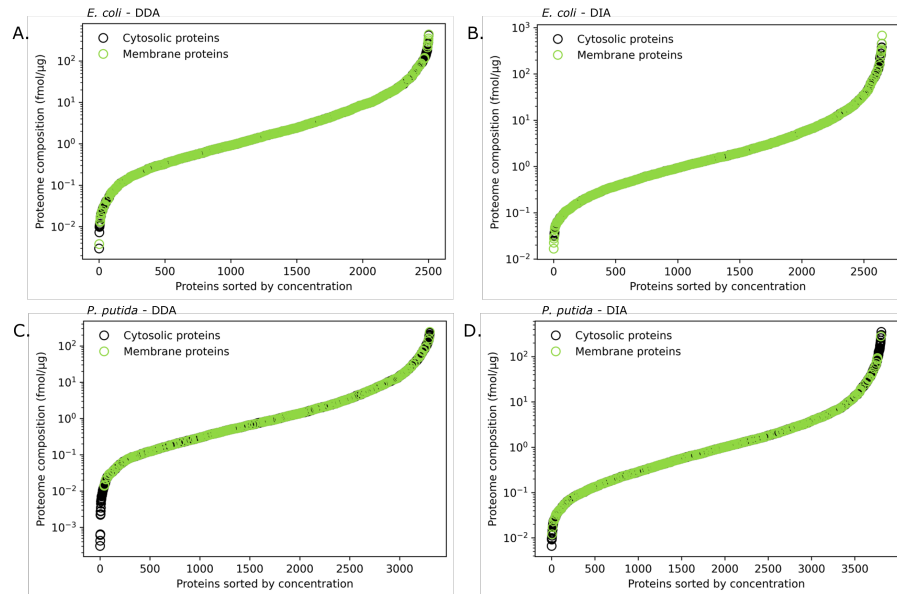 E. coli - DDA
A.
Cytosolic proteins
Membrane proteins
Proteome composition (fmol/μg)
10²
10¹
10⁰
10⁻¹
10⁻²
0 500 1000 1500 2000 2500
Proteins sorted by concentration
E. coli - DIA
B.
Cytosolic proteins
Membrane proteins
Proteome composition (fmol/μg)
10³
10²
10¹
10⁰
10⁻¹
10⁻²
0 500 1000 1500 2000 2500
Proteins sorted by concentration
P. putida - DDA
C.
Cytosolic proteins
Membrane proteins
Proteome composition (fmol/μg)
10²
10¹
10⁰
10⁻¹
10⁻²
10⁻³
0 500 1000 1500 2000 2500 3000
Proteins sorted by concentration
P. putida - DIA
D.
Cytosolic proteins
Membrane proteins
Proteome composition (fmol/μg)
10²
10¹
10⁰
10⁻¹
10⁻²
0 500 1000 1500 2000 2500 3000 3500
Proteins sorted by concentration